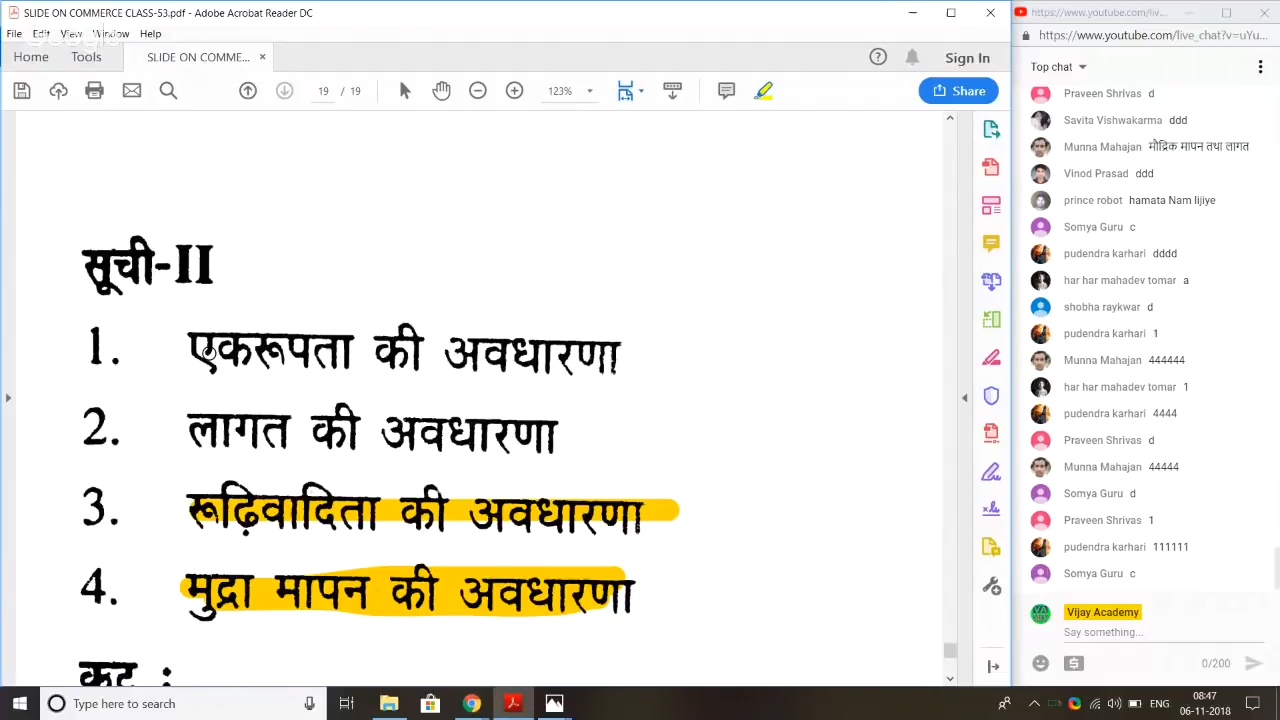 SLIDE ON COMMERCE CLASS-53.pdf - Adobe Acrobat Reader DC
File Edit View Window Help
Home Tools SLIDE ON COMME... × Sign In
19 / 19 123% Share
सूची-II
1. एकरूपता की अवधारणा
2. लागत की अवधारणा
3. रूढ़िवादिता की अवधारणा
4. मुद्रा मापन की अवधारणा
कूट :
https://www.youtube.com/liv...
https://www.youtube.com/live_chat?v=uYu...
Top chat
Praveen Shrivas d
Savita Vishwakarma ddd
Munna Mahajan मौद्रिक मापन तथा लागत
Vinod Prasad ddd
prince robot hamata Nam lijiye
Somya Guru c
pudendra karhari dddd
har har mahadev tomar a
shobha raykwar d
pudendra karhari 1
Munna Mahajan 444444
har har mahadev tomar 1
pudendra karhari 4444
Praveen Shrivas d
Munna Mahajan 44444
Somya Guru d
Praveen Shrivas 1
pudendra karhari 111111
Somya Guru c
Vijay Academy
Say something...
0/200
Type here to search
ENG 08:47
06-11-2018